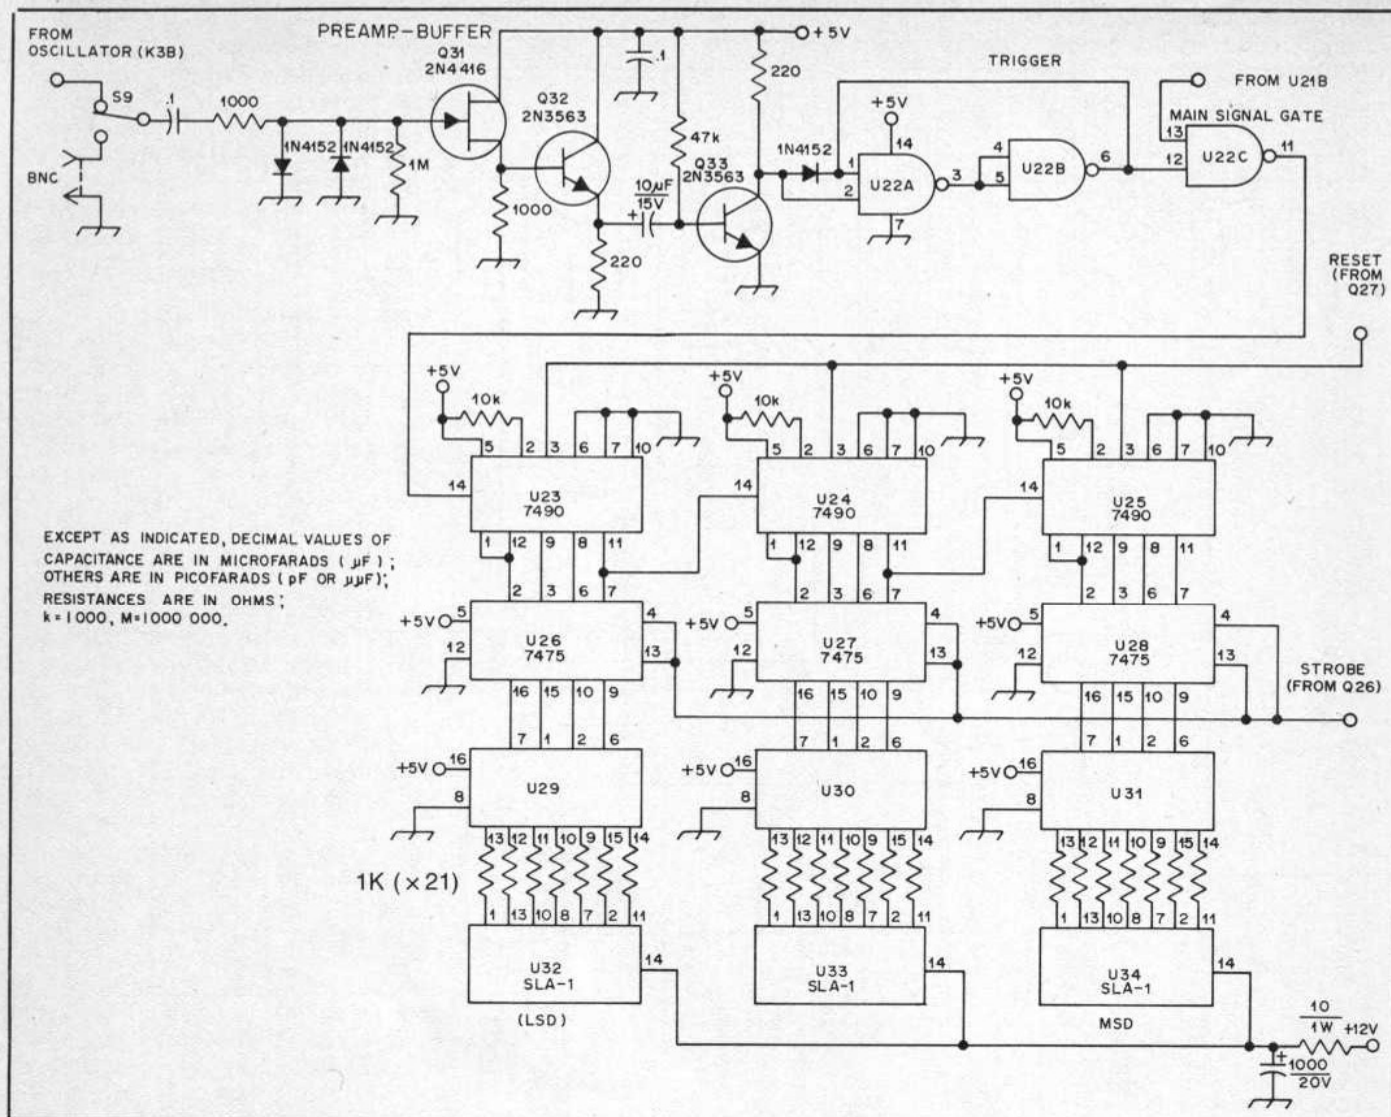 FROM
OSCILLATOR (K3B)
PREAMP-BUFFER
+5V
TRIGGER
FROM U21B
MAIN SIGNAL GATE
S9
.1
1000
Q31
2N4416
Q32
2N3563
.1
47k
220
Q33
2N3563
1N4152
1N4152
1M
BNC
1000
220
10µF
15V
+
1N4152
+5V
14
1
2
U22A
7
3
4
5
U22B
6
13
12
U22C
11
RESET
(FROM
Q27)
+5V
10k
5 2 3 6 7 10
14
U23
7490
1 12 9 8 11
+5V
10k
5 2 3 6 7 10
14
U24
7490
1 12 9 8 11
+5V
10k
5 2 3 6 7 10
14
U25
7490
1 12 9 8 11
EXCEPT AS INDICATED, DECIMAL VALUES OF
CAPACITANCE ARE IN MICROFARADS (µF);
OTHERS ARE IN PICOFARADS (pF OR µµF);
RESISTANCES ARE IN OHMS;
k=1000, M=1000 000.
2 3 6 7
+5V 5
12
U26
7475
4
13
16 15 10 9
2 3 6 7
+5V 5
12
U27
7475
4
13
16 15 10 9
2 3 6 7
+5V 5
12
U28
7475
4
13
16 15 10 9
STROBE
(FROM Q26)
7 1 2 6
+5V 16
8
U29
13 12 11 10 9 15 14
7 1 2 6
+5V 16
8
U30
13 12 11 10 9 15 14
7 1 2 6
+5V 16
8
U31
13 12 11 10 9 15 14
1K (×21)
1 13 10 8 7 2 11
U32
SLA-1
14
(LSD)
1 13 10 8 7 2 11
U33
SLA-1
14
1 13 10 8 7 2 11
U34
SLA-1
14
MSD
10
1W
+12V
+
1000
20V